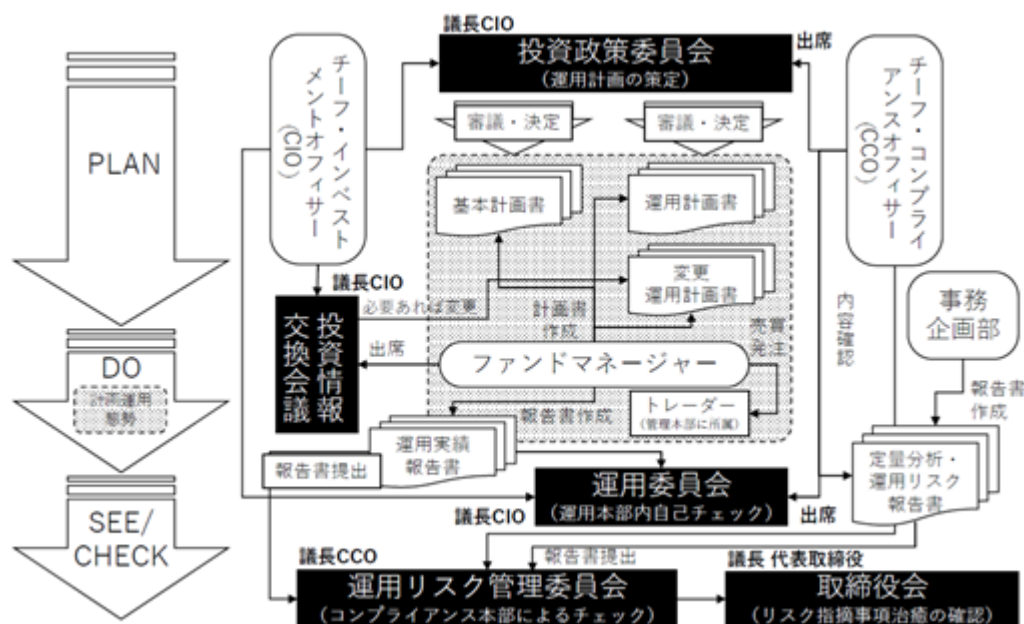 議長CIO
投資政策委員会
(運用計画の策定)
出席
チーフ・インベスト
メントオフィサー
(CIO)
チーフ・コンプライ
アンスオフィサー
(CCO)
審議・決定
審議・決定
PLAN
基本計画書
運用計画書
変更
運用計画書
議長CIO
必要あれば変更
計画書
作成
売買
発注
内容確認
事務
企画部
投資情報
交換会議
出席
ファンドマネージャー
DO
計画運用
態勢
報告書作成
トレーダー
(管理本部に所属)
報告書
作成
運用実績
報告書
報告書提出
定量分析・
運用リスク
報告書
運用委員会
(運用本部内自己チェック)
議長CIO
出席
SEE/
CHECK
報告書提出
議長CCO
運用リスク管理委員会
(コンプライアンス本部によるチェック)
議長 代表取締役
取締役会
(リスク指摘事項治癒の確認)